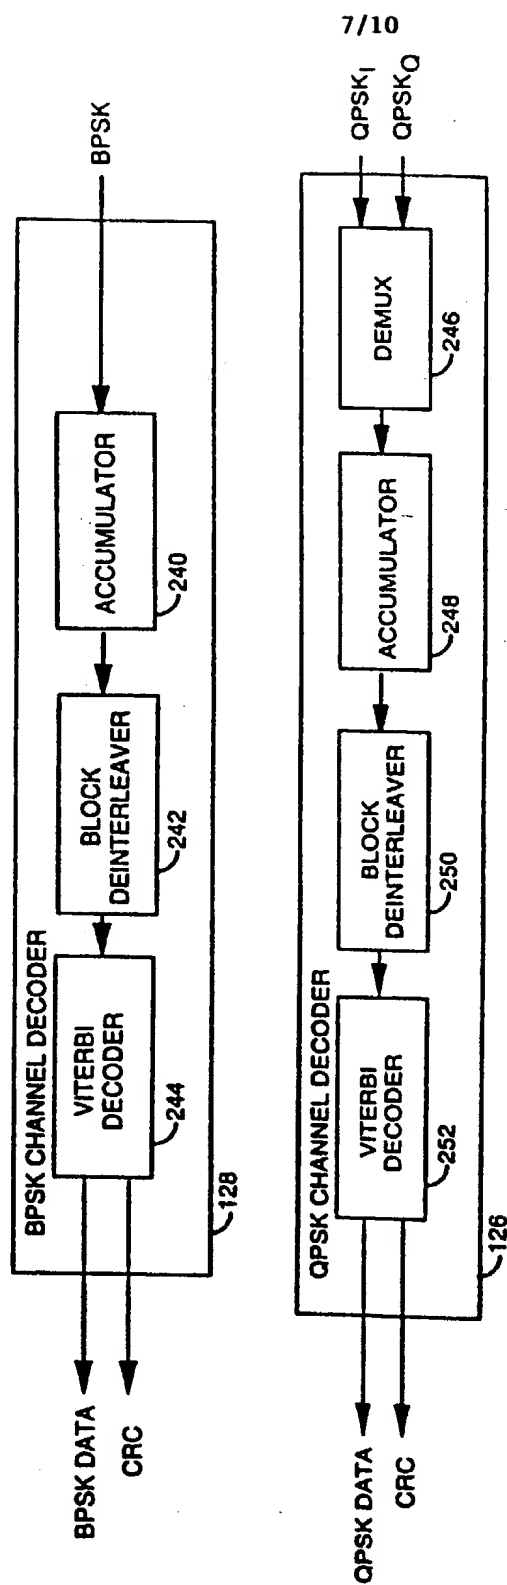 7/10
BPSK CHANNEL DECODER
BPSK
ACCUMULATOR
240
BLOCK
DEINTERLEAVER
242
VITERBI
DECODER
244
BPSK DATA
CRC
128
QPSK CHANNEL DECODER
QPSKI
QPSKQ
DEMUX
246
ACCUMULATOR
248
BLOCK
DEINTERLEAVER
250
VITERBI
DECODER
252
QPSK DATA
CRC
126